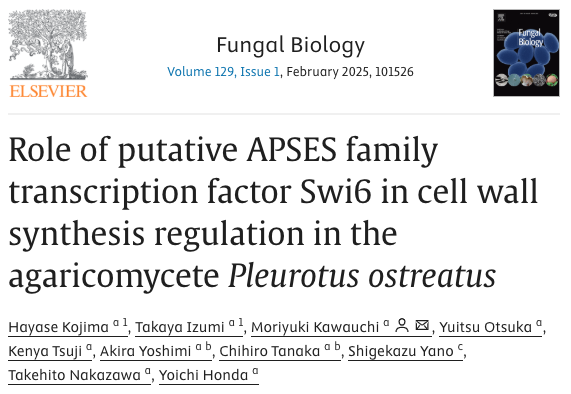 ELSEVIER
Fungal Biology
Volume 129, Issue 1, February 2025, 101526
Fungal
Biology
Role of putative APSES family
transcription factor Swi6 in cell wall
synthesis regulation in the
agaricomycete Pleurotus ostreatus
Hayase Kojima a 1, Takaya Izumi a 1, Moriyuki Kawauchi a, Yuitsu Otsuka a,
Kenya Tsuji a, Akira Yoshimi a b, Chihiro Tanaka a b, Shigekazu Yano c,
Takehito Nakazawa a, Yoichi Honda a